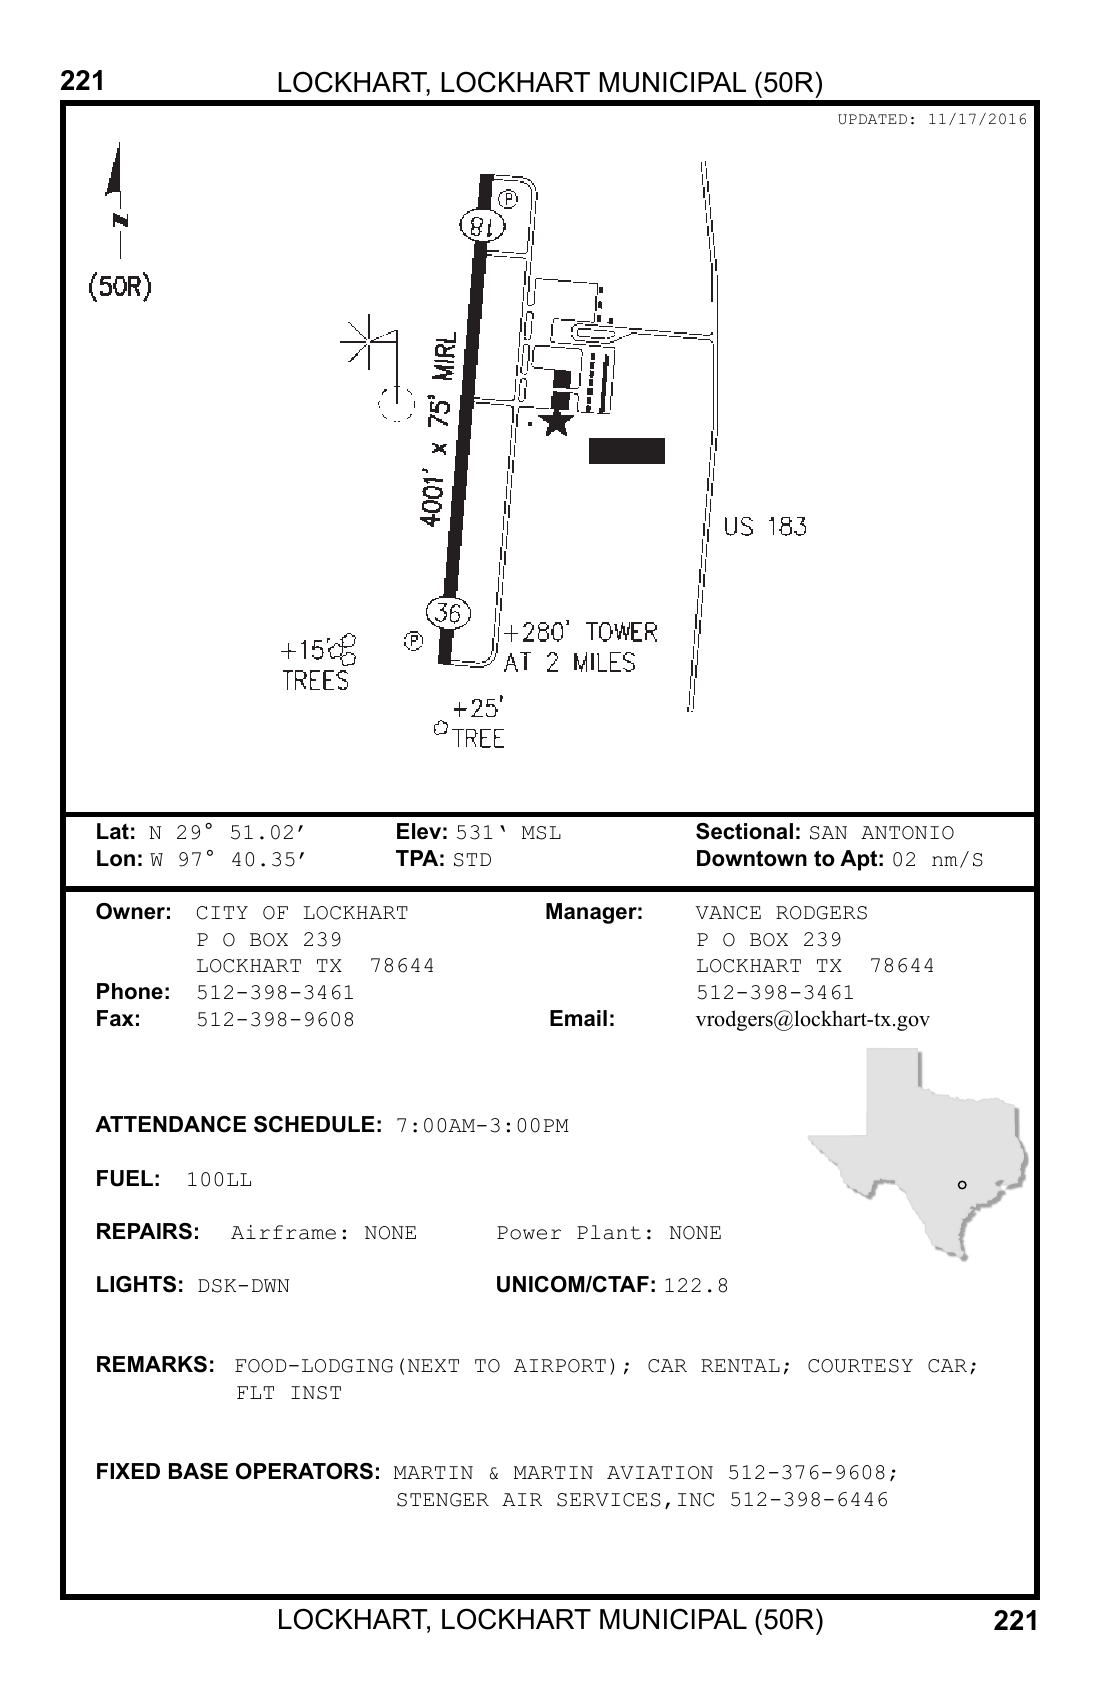 221
LOCKHART, LOCKHART MUNICIPAL (50R)
UPDATED: 11/17/2016
N
(50R)
P
18
4001' x 75' MIRL
US 183
36
P
+280' TOWER
AT 2 MILES
+15'
TREES
+25'
TREE
Lat: N 29° 51.02’ Elev: 531‘ MSL Sectional: SAN ANTONIO
Lon: W 97° 40.35’ TPA: STD Downtown to Apt: 02 nm/S
Owner: CITY OF LOCKHART Manager: VANCE RODGERS
P O BOX 239 P O BOX 239
LOCKHART TX 78644 LOCKHART TX 78644
Phone: 512-398-3461 512-398-3461
Fax: 512-398-9608 Email: vrodgers@lockhart-tx.gov
ATTENDANCE SCHEDULE: 7:00AM-3:00PM
FUEL: 100LL
REPAIRS: Airframe: NONE Power Plant: NONE
LIGHTS: DSK-DWN UNICOM/CTAF: 122.8
REMARKS: FOOD-LODGING(NEXT TO AIRPORT); CAR RENTAL; COURTESY CAR;
FLT INST
FIXED BASE OPERATORS: MARTIN & MARTIN AVIATION 512-376-9608;
STENGER AIR SERVICES,INC 512-398-6446
LOCKHART, LOCKHART MUNICIPAL (50R)
221